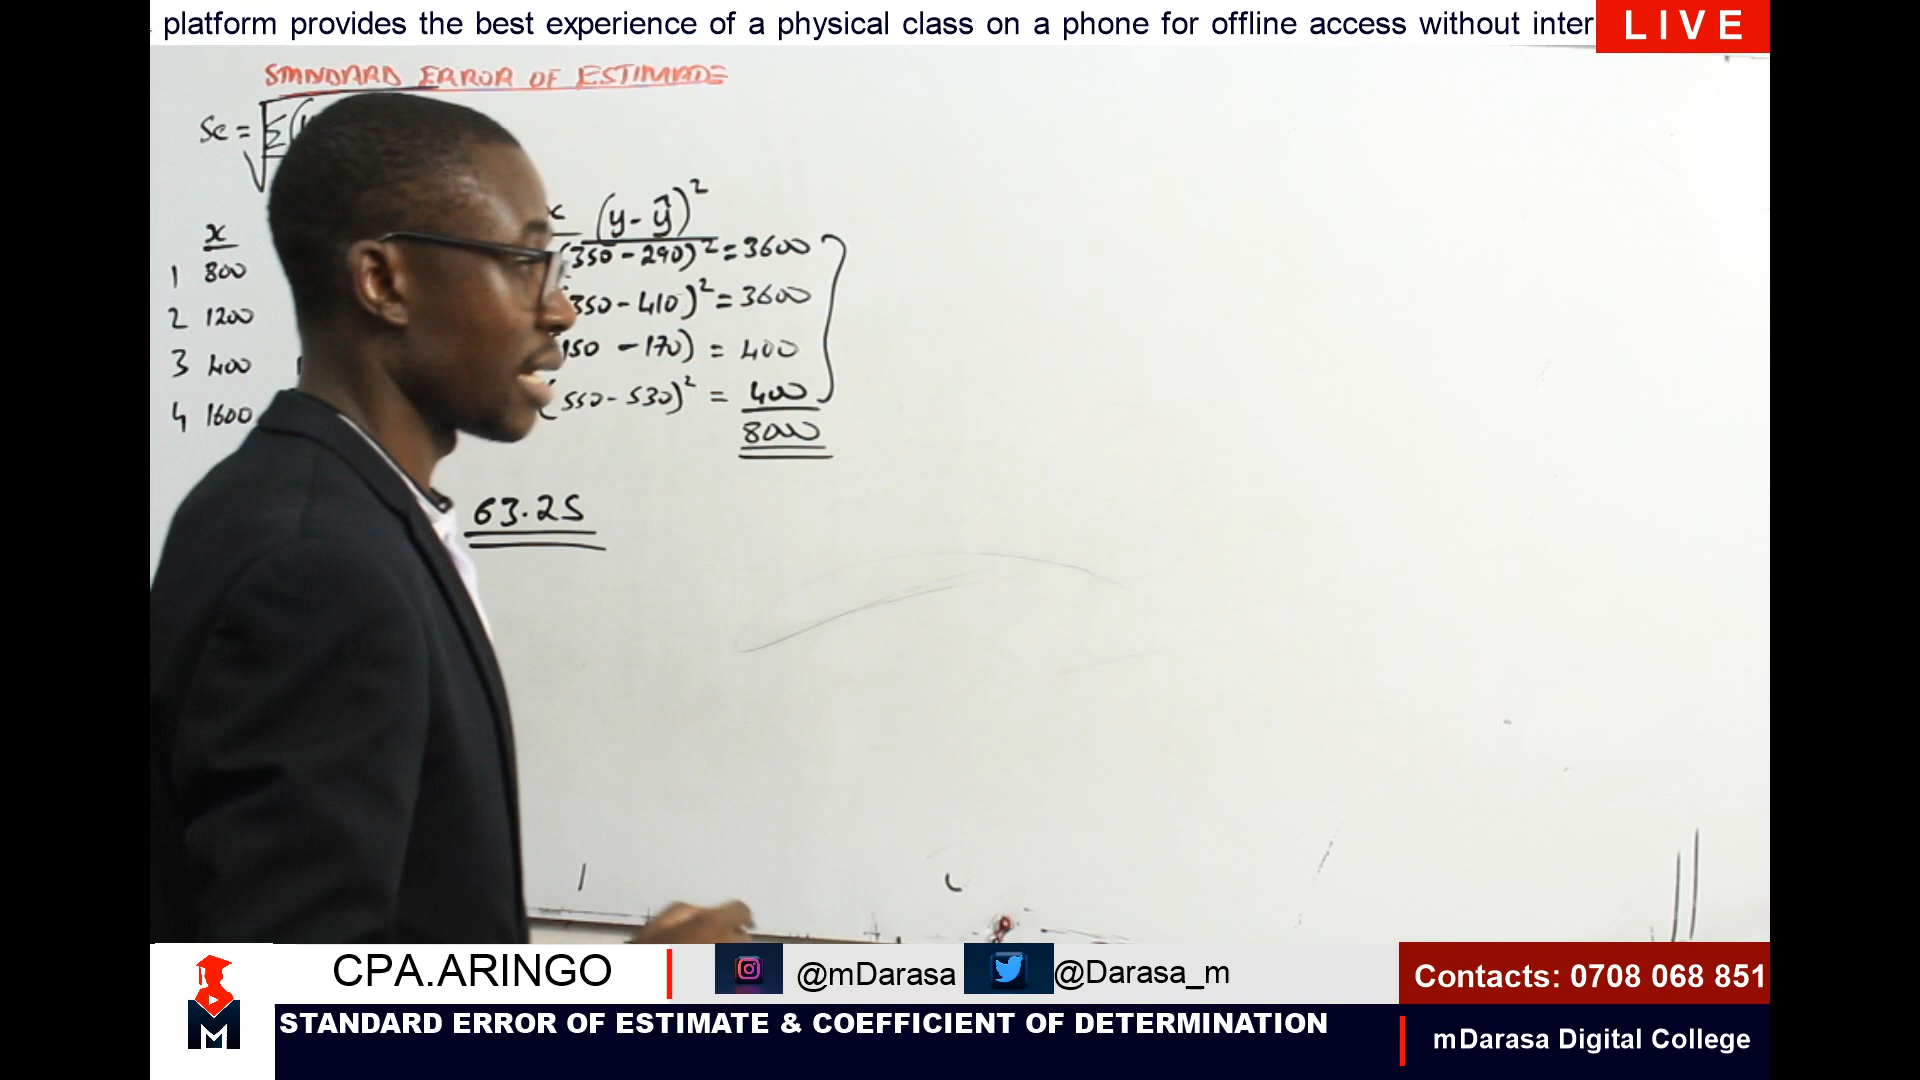 platform provides the best experience of a physical class on a phone for offline access without inter
LIVE
STANDARD ERROR OF ESTIMATE
Se = √Σ(
x (y - ŷ)²
1 800 (350 - 290)² = 3600
2 1200 350 - 410)² = 3600
3 400 150 - 170) = 400
4 1600 (550 - 530)² = 400
8000
63.25
CPA.ARINGO
@mDarasa
@Darasa_m
Contacts: 0708 068 851
M
STANDARD ERROR OF ESTIMATE & COEFFICIENT OF DETERMINATION
mDarasa Digital College